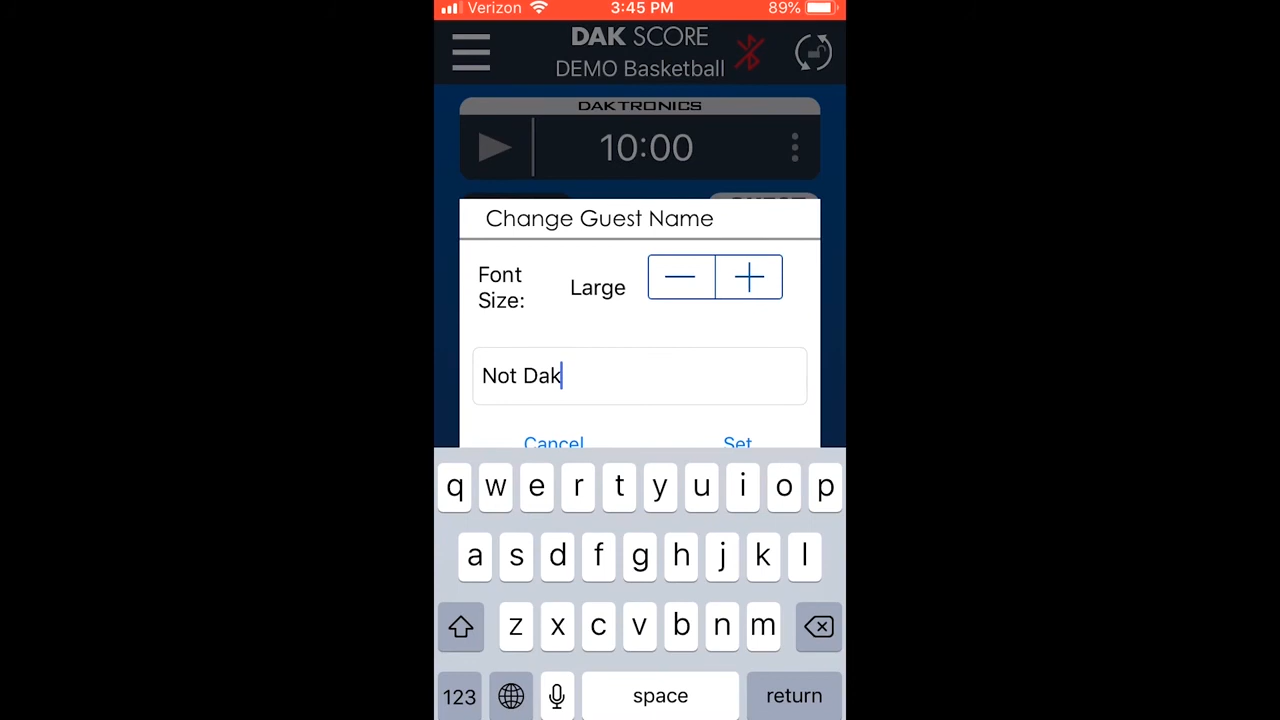 Verizon 3:45 PM 89%
DAK SCORE
DEMO Basketball
DAKTRONICS
10:00
Change Guest Name
Font Size: Large
Not Dak
Cancel Set
q w e r t y u i o p
a s d f g h j k l
z x c v b n m
123 space return